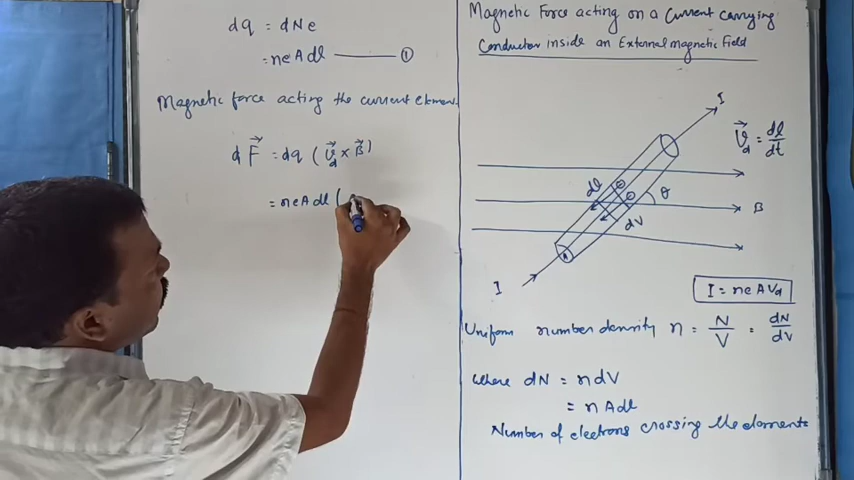 dq = dNe
= neAdl ——— ①
Magnetic force acting the current element.
dF⃗ = dq (v⃗d × B⃗)
= neAdl (
Magnetic Force acting on a current carrying
Conductor inside an External magnetic Field
I
v⃗d = dl/dt
dl
θ
B
dv
A
I
I = neAVd
Uniform number density n = N/V = dN/dv
Where dN = ndV
= nAdl
Number of electrons crossing the elements